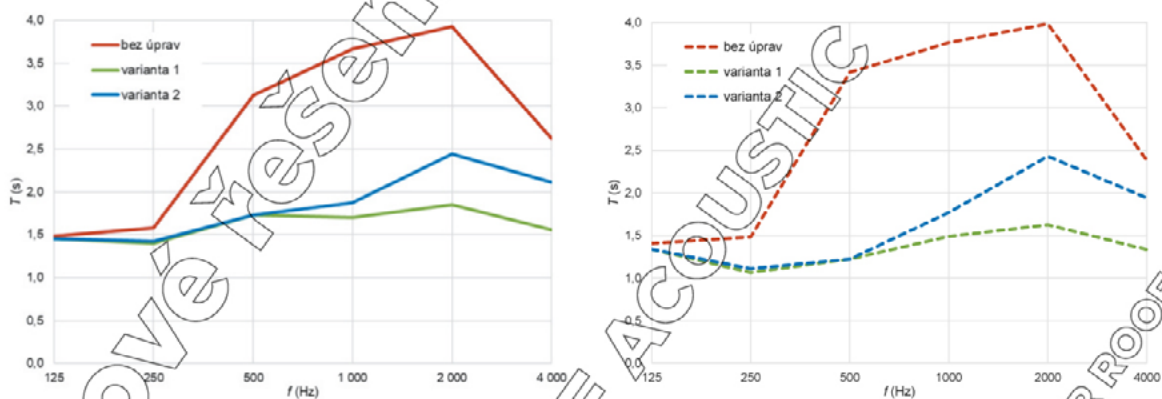 4,0
3,5
3,0
2,5
2,0
1,5
1,0
0,5
0,0
T (s)
bez úprav
varianta 1
varianta 2
125
250
500
1 000
2 000
4 000
f (Hz)
4,0
3,5
3,0
2,5
2,0
1,5
1,0
0,5
0,0
T (s)
bez úprav
varianta 1
varianta 2
125
250
500
1000
2000
4000
f (Hz)
ové řešen
E ACOUSTIC
R ROOF